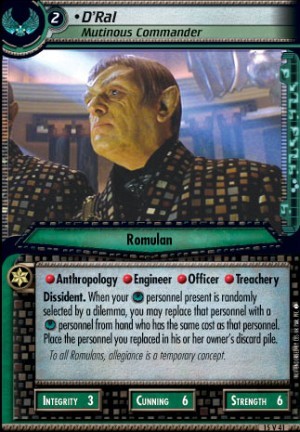 2 • D'Ral
Mutinous Commander
Romulan
Anthropology Engineer Officer Treachery
Dissident. When your personnel present is randomly
selected by a dilemma, you may replace that personnel with a
personnel from hand who has the same cost as that personnel.
Place the personnel you replaced in his or her owner's discard pile.
To all Romulans, allegiance is a temporary concept.
INTEGRITY 3 CUNNING 6 STRENGTH 6
11 V 41